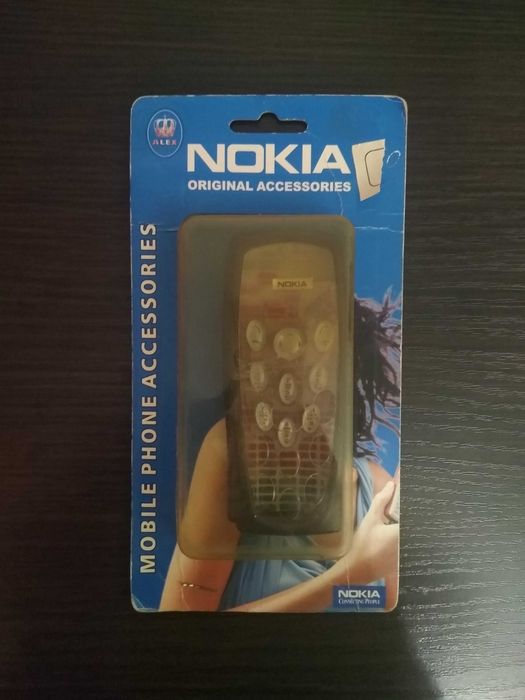 ALEX
NOKIA
ORIGINAL ACCESSORIES
MOBILE PHONE ACCESSORIES
NOKIA
NOKIA
CONNECTING PEOPLE